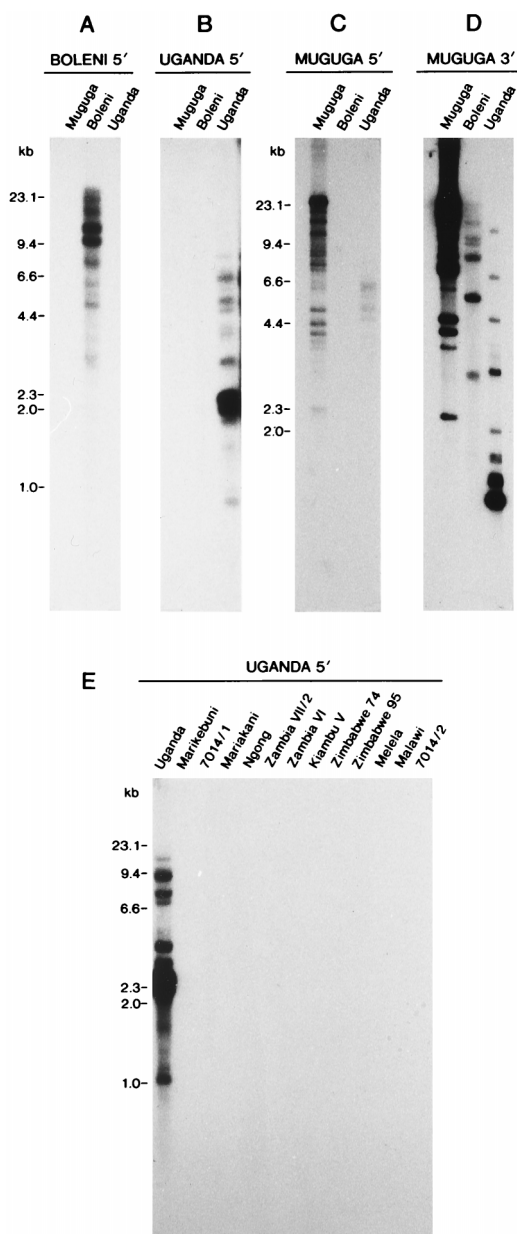 A
BOLENI 5′
Muguga
Boleni
Uganda
kb
23.1-
9.4-
6.6-
4.4-
2.3-
2.0-
1.0-
B
UGANDA 5′
Muguga
Boleni
Uganda
C
MUGUGA 5′
Muguga
Boleni
Uganda
kb
23.1-
9.4-
6.6-
4.4-
2.3-
2.0-
D
MUGUGA 3′
Muguga
Boleni
Uganda
E
UGANDA 5′
Uganda
Marikebuni
7014/1
Mariakani
Ngong
Zambia VII/2
Zambia VI
Kiambu V
Zimbabwe 74
Zimbabwe 95
Melela
Malawi
7014/2
kb
23.1-
9.4-
6.6-
2.3-
2.0-
1.0-